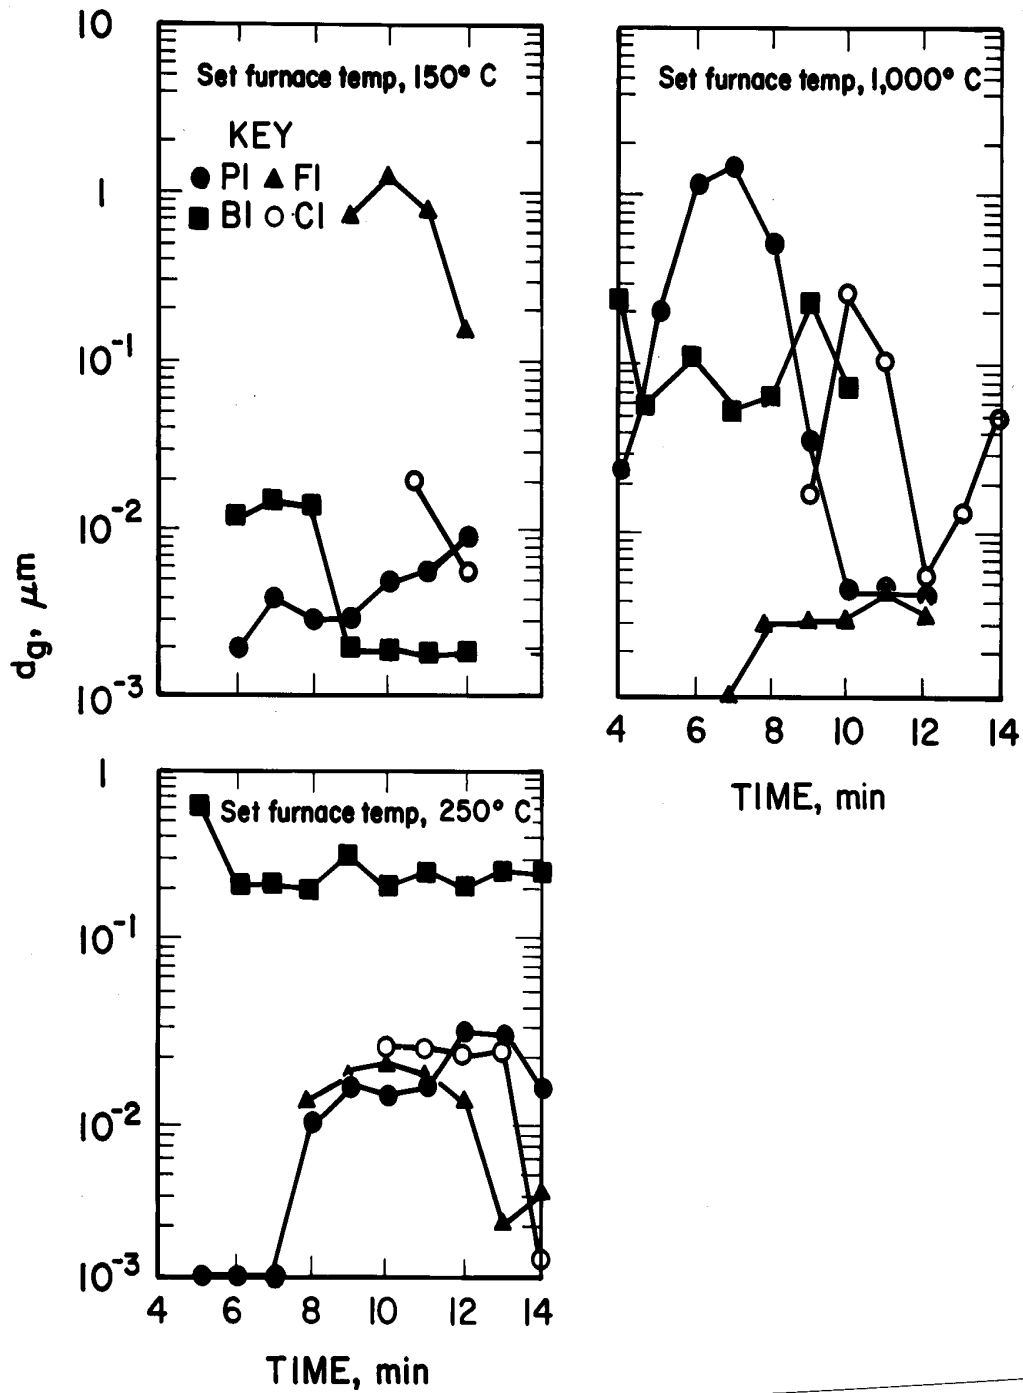 10
1
10⁻¹
10⁻²
10⁻³
dg, μm
Set furnace temp, 150° C
KEY
● PI ▲ FI
■ BI ○ CI
Set furnace temp, 1,000° C
4 6 8 10 12 14
TIME, min
1
10⁻¹
10⁻²
10⁻³
Set furnace temp, 250° C
4 6 8 10 12 14
TIME, min